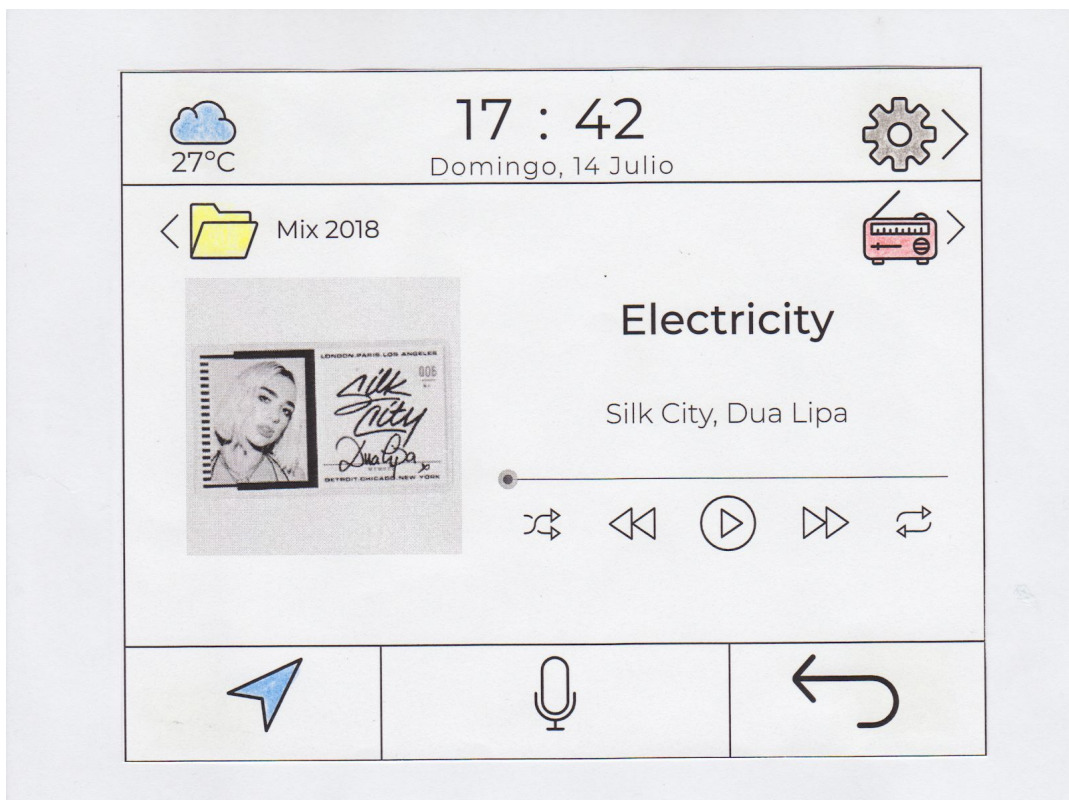 17 : 42
27°C
Domingo, 14 Julio
Mix 2018
Electricity
Silk City, Dua Lipa
LONDON.PARIS.LOS ANGELES
006
Silk
City
Dua Lipa
DETROIT.CHICAGO.NEW YORK